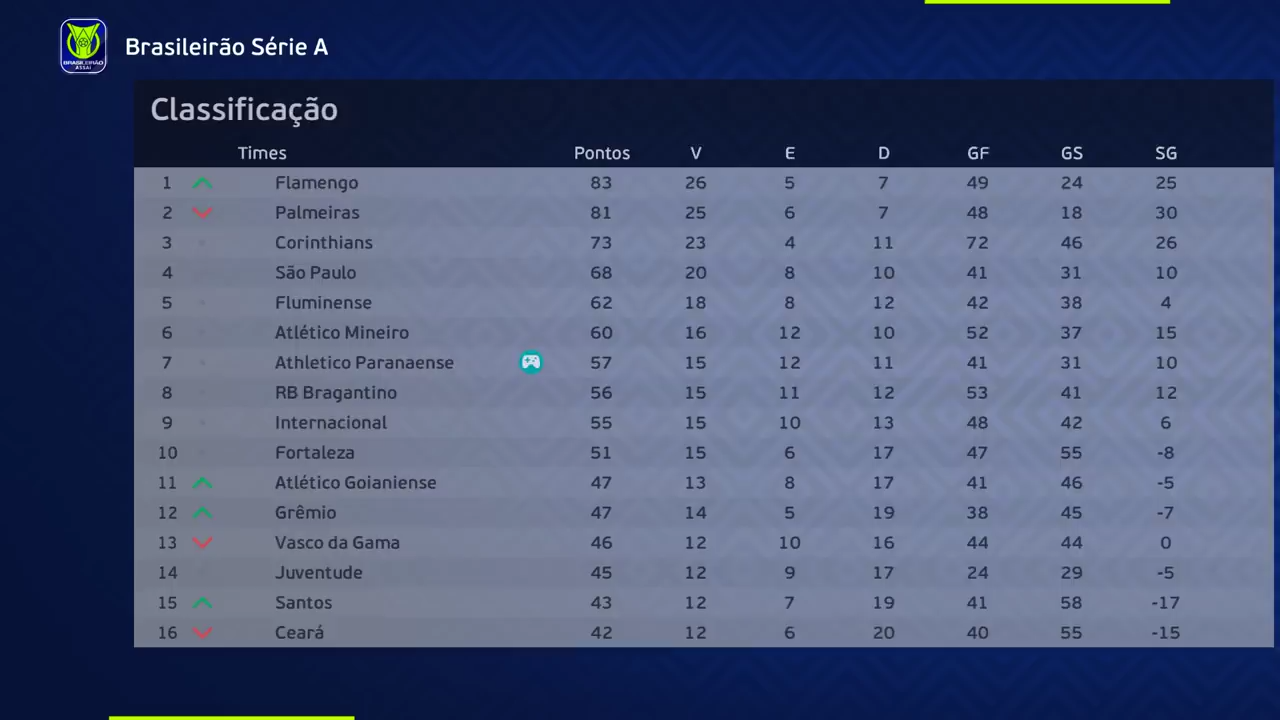 Brasileirão Série A
BRASILEIRÃO
ASSAÍ
Classificação
Times Pontos V E D GF GS SG
1 Flamengo 83 26 5 7 49 24 25
2 Palmeiras 81 25 6 7 48 18 30
3 Corinthians 73 23 4 11 72 46 26
4 São Paulo 68 20 8 10 41 31 10
5 Fluminense 62 18 8 12 42 38 4
6 Atlético Mineiro 60 16 12 10 52 37 15
7 Athletico Paranaense 57 15 12 11 41 31 10
8 RB Bragantino 56 15 11 12 53 41 12
9 Internacional 55 15 10 13 48 42 6
10 Fortaleza 51 15 6 17 47 55 -8
11 Atlético Goianiense 47 13 8 17 41 46 -5
12 Grêmio 47 14 5 19 38 45 -7
13 Vasco da Gama 46 12 10 16 44 44 0
14 Juventude 45 12 9 17 24 29 -5
15 Santos 43 12 7 19 41 58 -17
16 Ceará 42 12 6 20 40 55 -15